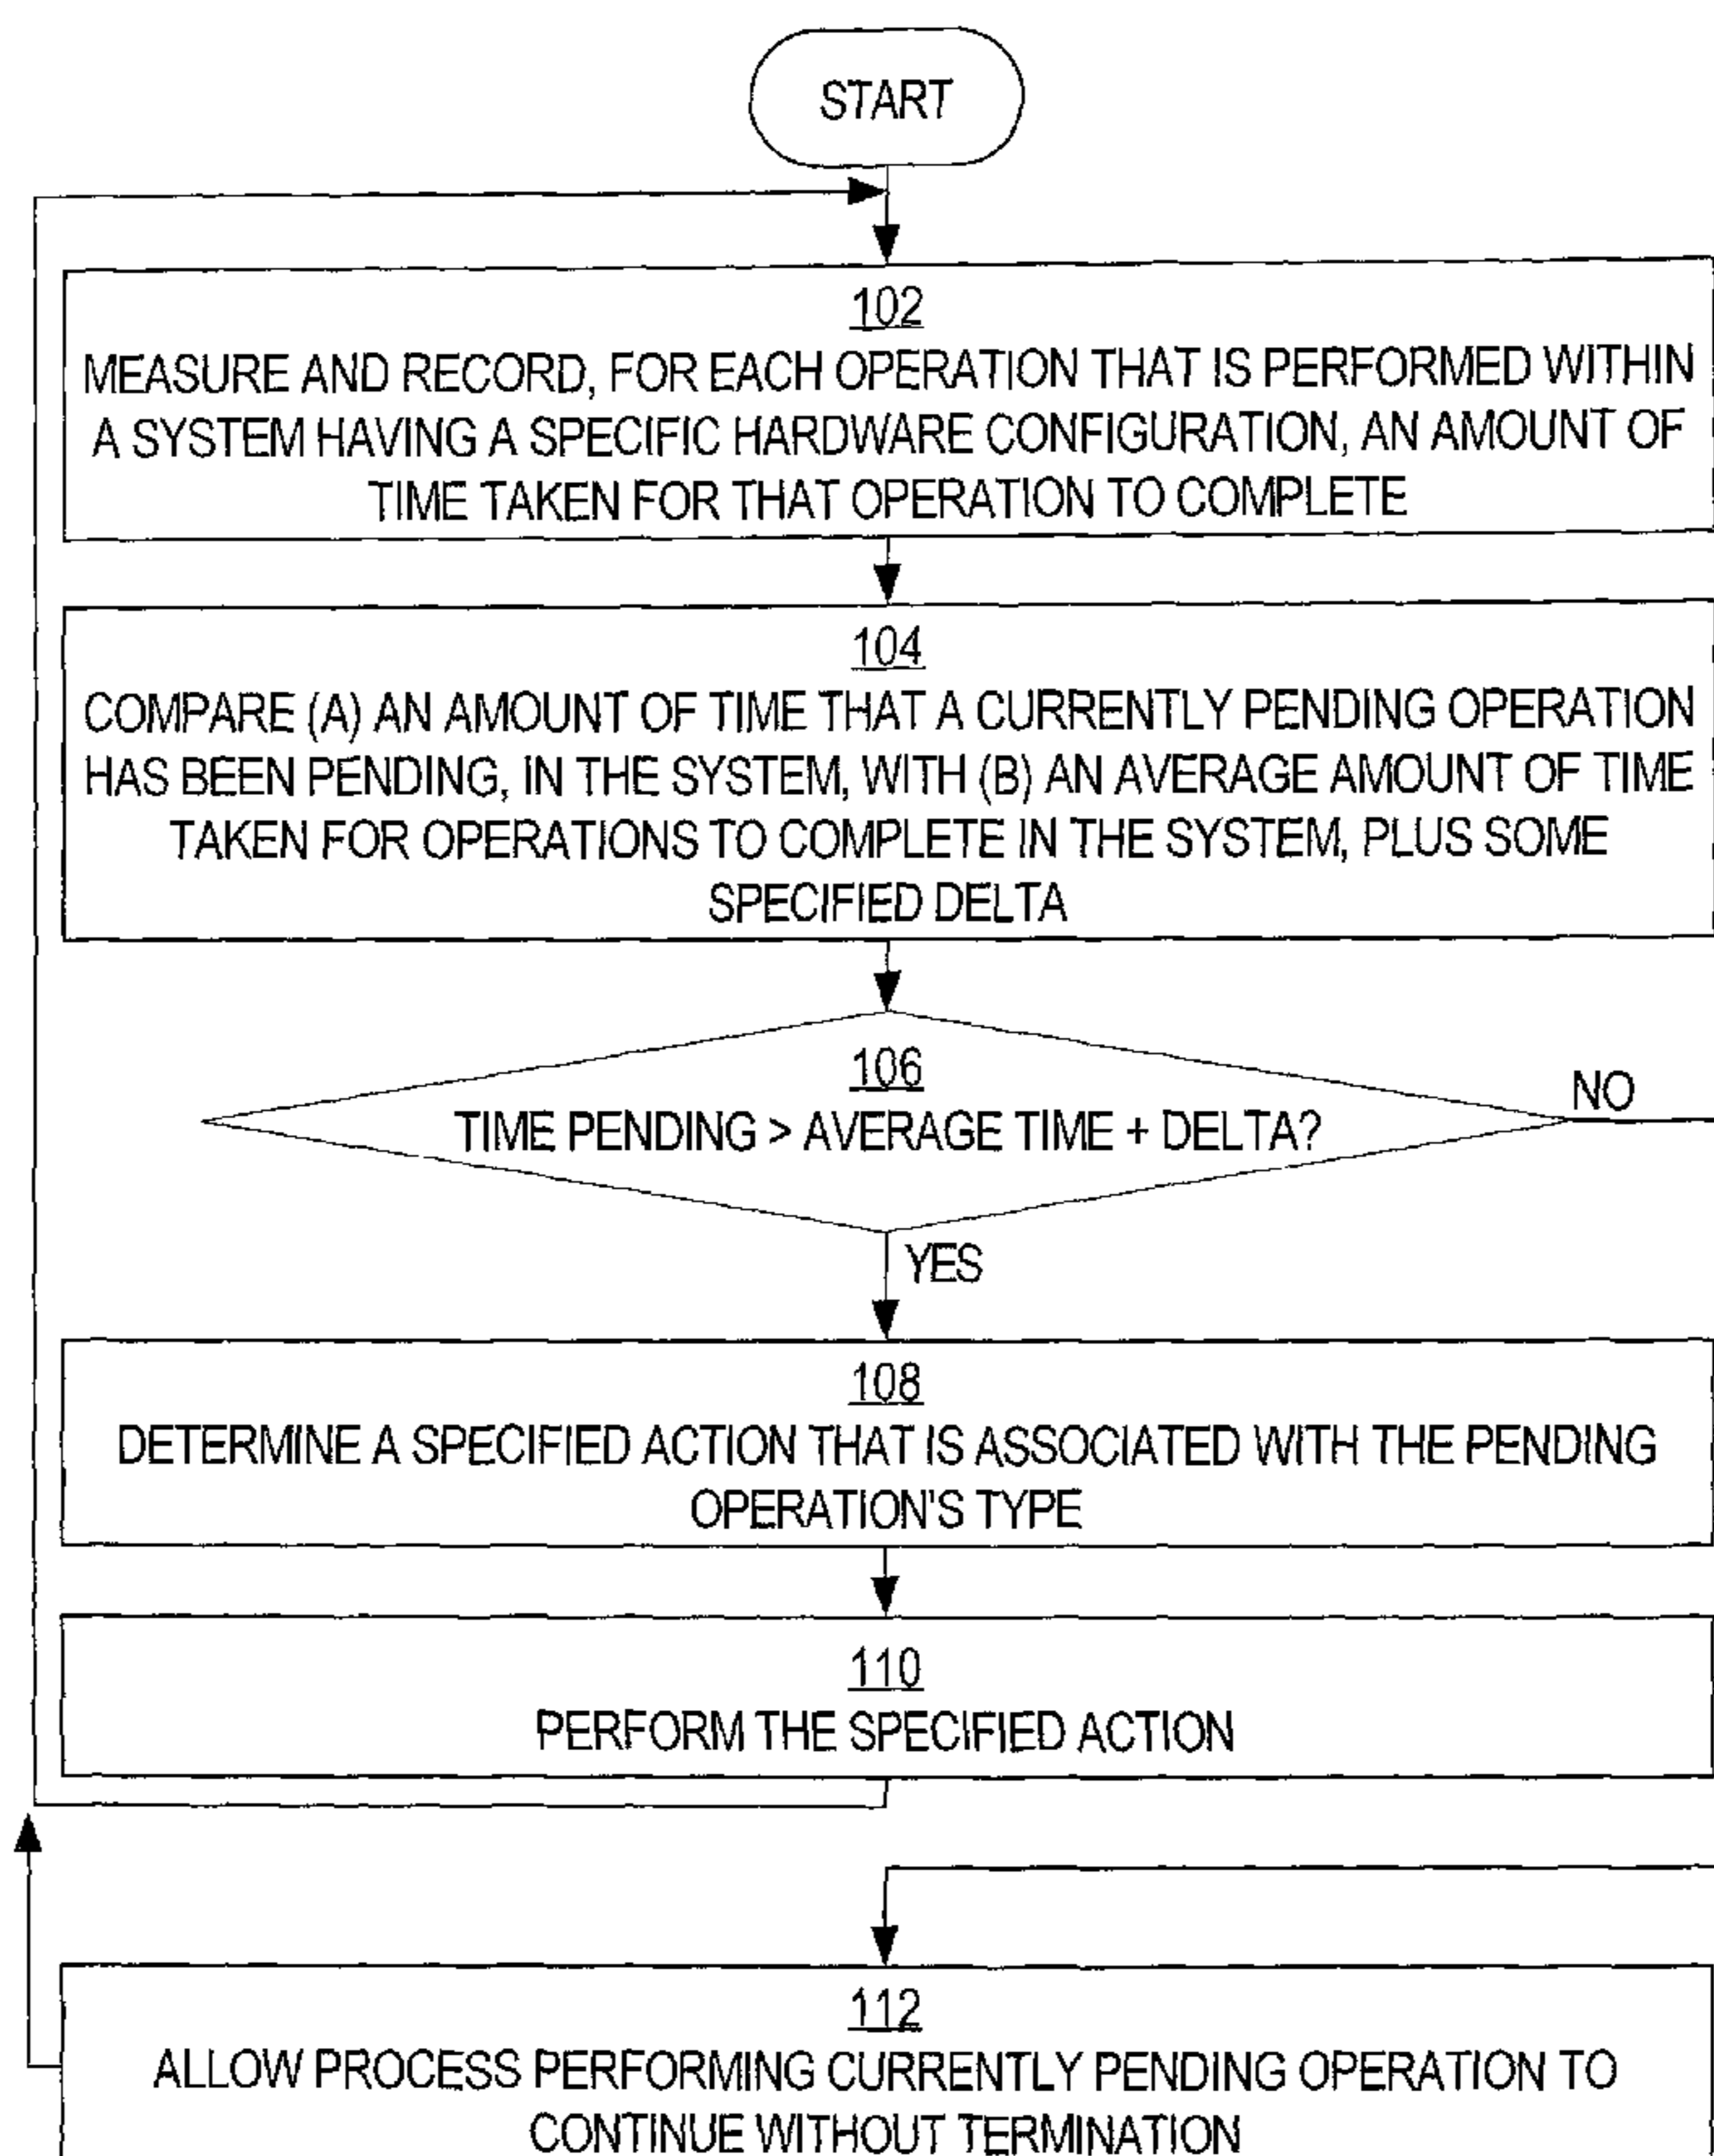 START
102
MEASURE AND RECORD, FOR EACH OPERATION THAT IS PERFORMED WITHIN
A SYSTEM HAVING A SPECIFIC HARDWARE CONFIGURATION, AN AMOUNT OF
TIME TAKEN FOR THAT OPERATION TO COMPLETE
104
COMPARE (A) AN AMOUNT OF TIME THAT A CURRENTLY PENDING OPERATION
HAS BEEN PENDING, IN THE SYSTEM, WITH (B) AN AVERAGE AMOUNT OF TIME
TAKEN FOR OPERATIONS TO COMPLETE IN THE SYSTEM, PLUS SOME
SPECIFIED DELTA
106
TIME PENDING > AVERAGE TIME + DELTA?
NO
YES
108
DETERMINE A SPECIFIED ACTION THAT IS ASSOCIATED WITH THE PENDING
OPERATION'S TYPE
110
PERFORM THE SPECIFIED ACTION
112
ALLOW PROCESS PERFORMING CURRENTLY PENDING OPERATION TO
CONTINUE WITHOUT TERMINATION